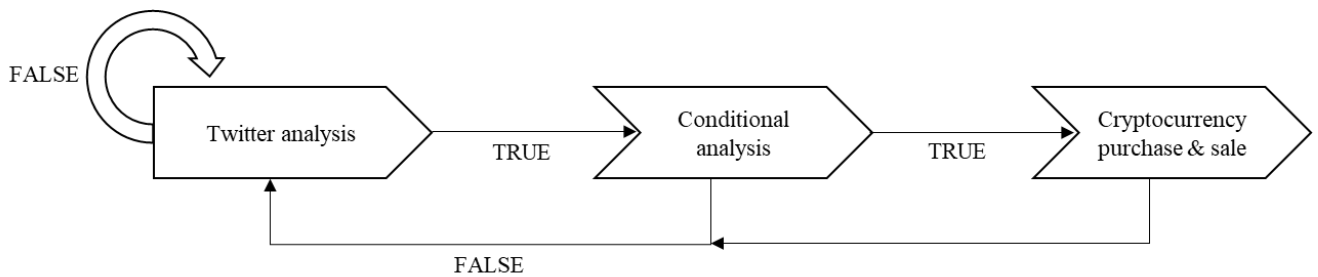 FALSE
Twitter analysis
TRUE
Conditional
analysis
TRUE
Cryptocurrency
purchase & sale
FALSE